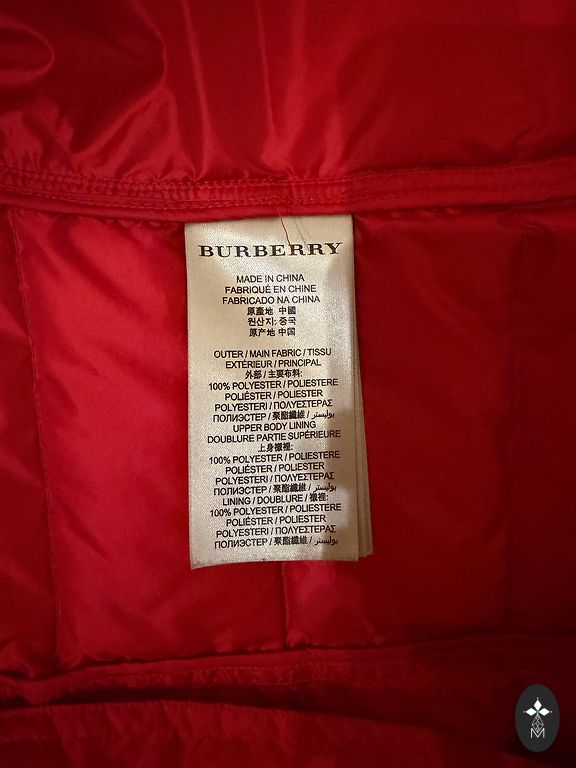 BURBERRY
MADE IN CHINA
FABRIQUÉ EN CHINE
FABRICADO NA CHINA
原產地 中國
원산지: 중국
原产地 中国
OUTER / MAIN FABRIC / TISSU
EXTÉRIEUR / PRINCIPAL
外部 / 主要布料:
100% POLYESTER / POLIESTERE
POLIÉSTER / POLIESTER
POLYESTERI / ΠΟΛΥΕΣΤΕΡΑΣ
ПОЛИЭСТЕР / 聚酯纖維 / بوليستر
UPPER BODY LINING
DOUBLURE PARTIE SUPÉRIEURE
上身襯裡:
100% POLYESTER / POLIESTERE
POLIÉSTER / POLIESTER
POLYESTERI / ΠΟΛΥΕΣΤΕΡΑΣ
ПОЛИЭСТЕР / 聚酯纖維 / بوليستر
LINING / DOUBLURE / 襯裡:
100% POLYESTER / POLIESTERE
POLIÉSTER / POLIESTER
POLYESTERI / ΠΟΛΥΕΣΤΕΡΑΣ
ПОЛИЭСТЕР / 聚酯纖維 / بوليستر
M